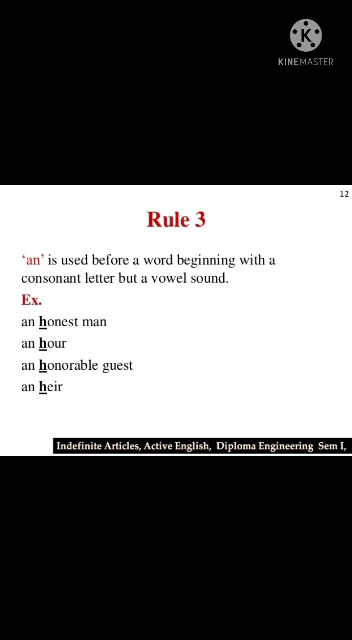 K
KINEMASTER
12
Rule 3
‘an’ is used before a word beginning with a
consonant letter but a vowel sound.
Ex.
an honest man
an hour
an honorable guest
an heir
Indefinite Articles, Active English, Diploma Engineering Sem I,